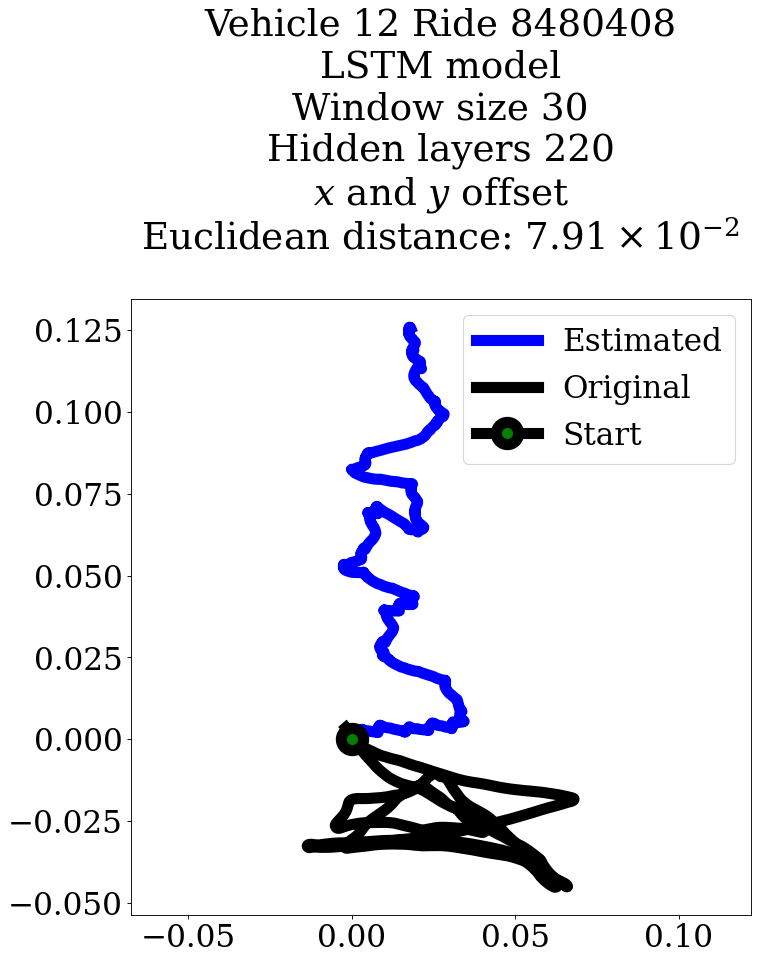 Vehicle 12 Ride 8480408
LSTM model
Window size 30
Hidden layers 220
x and y offset
Euclidean distance: 7.91 × 10⁻²
Estimated
Original
Start
0.125
0.100
0.075
0.050
0.025
0.000
−0.025
−0.050
−0.05 0.00 0.05 0.10